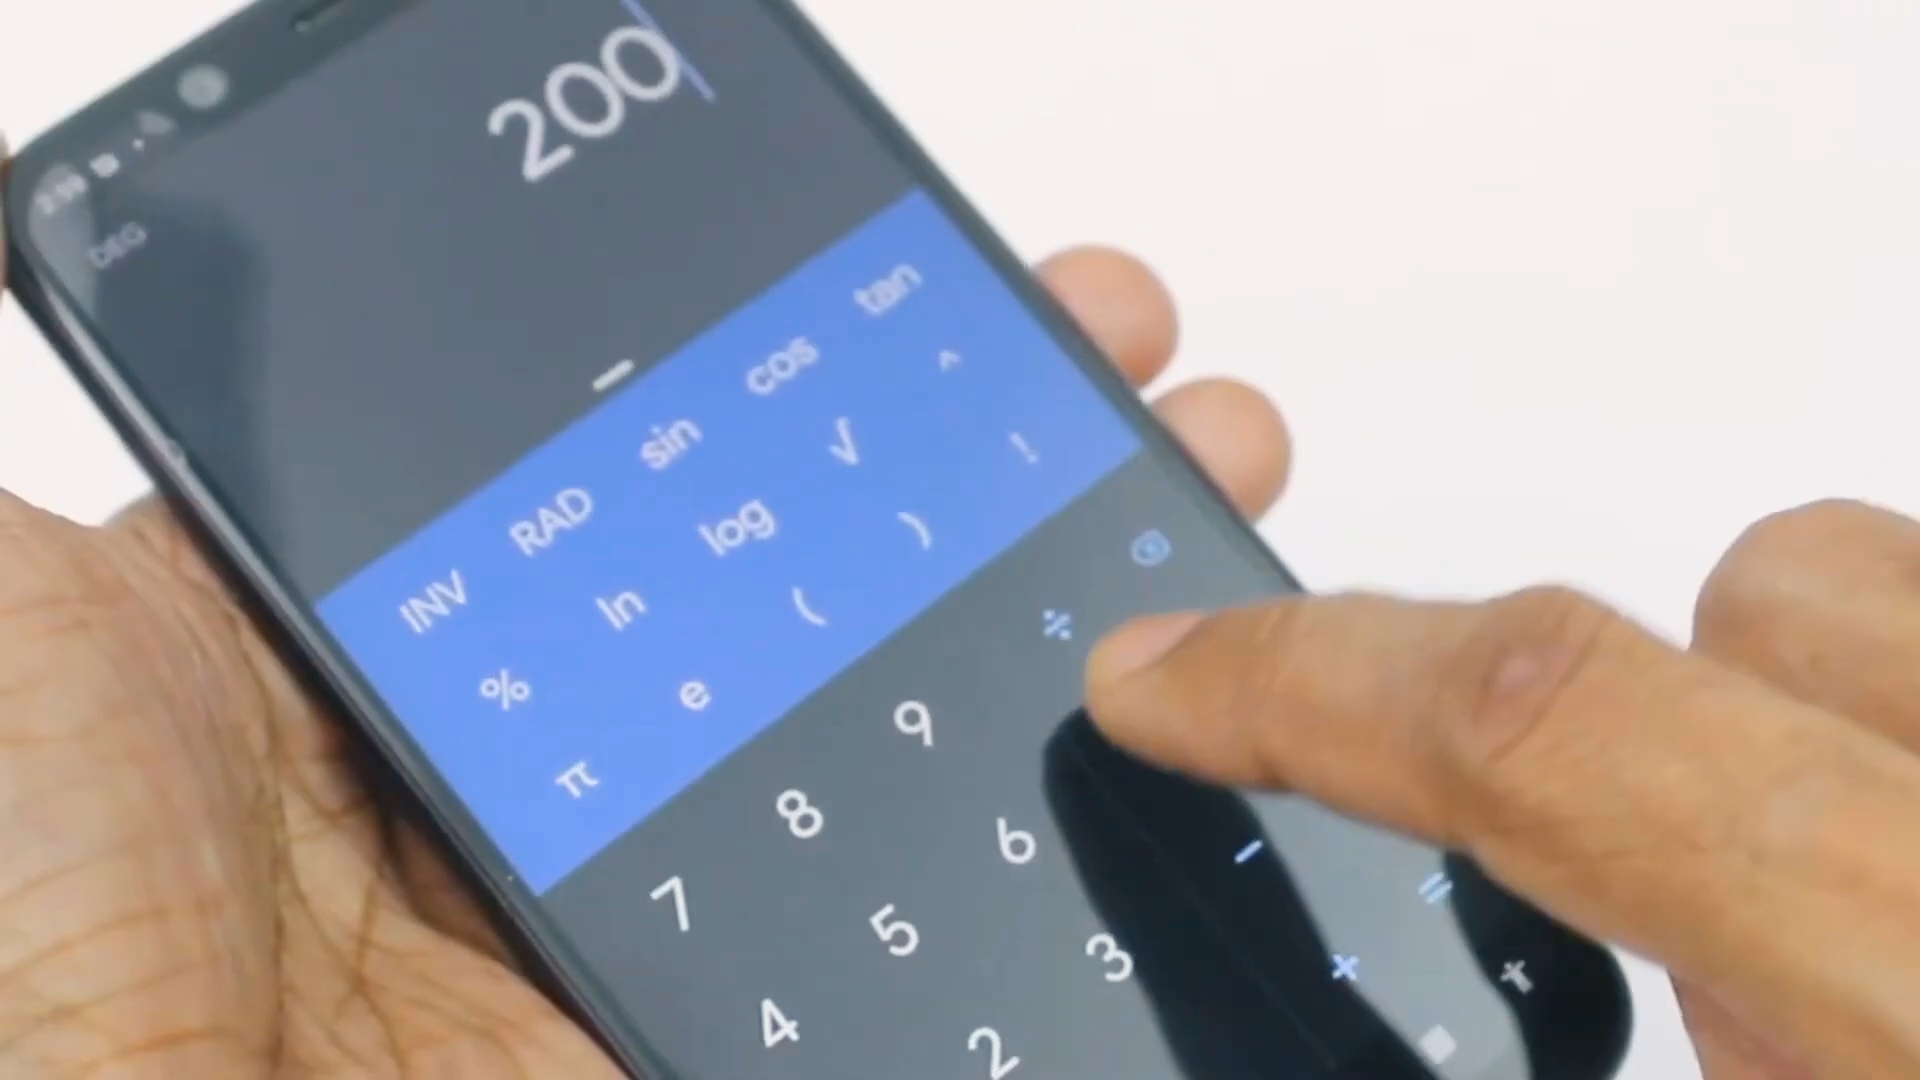 DEG
200
INV RAD sin cos tan
% ln log √ ^
π e ( ) !
7 8 9 ÷
4 5 6
2 3 − +
=